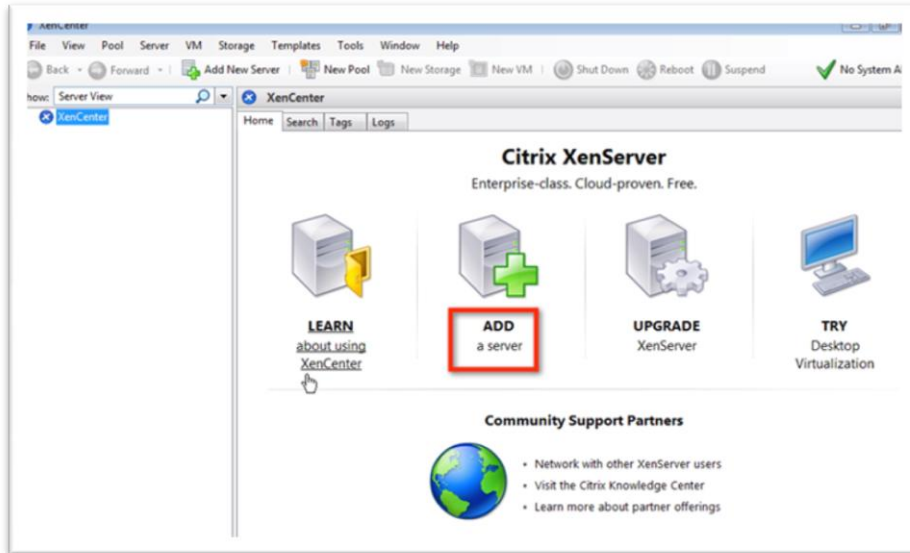 XenCenter
File View Pool Server VM Storage Templates Tools Window Help
Back Forward Add New Server New Pool New Storage New VM Shut Down Reboot Suspend No System Al
how: Server View
XenCenter
XenCenter
Home Search Tags Logs
Citrix XenServer
Enterprise-class. Cloud-proven. Free.
LEARN
about using
XenCenter
ADD
a server
UPGRADE
XenServer
TRY
Desktop
Virtualization
Community Support Partners
• Network with other XenServer users
• Visit the Citrix Knowledge Center
• Learn more about partner offerings